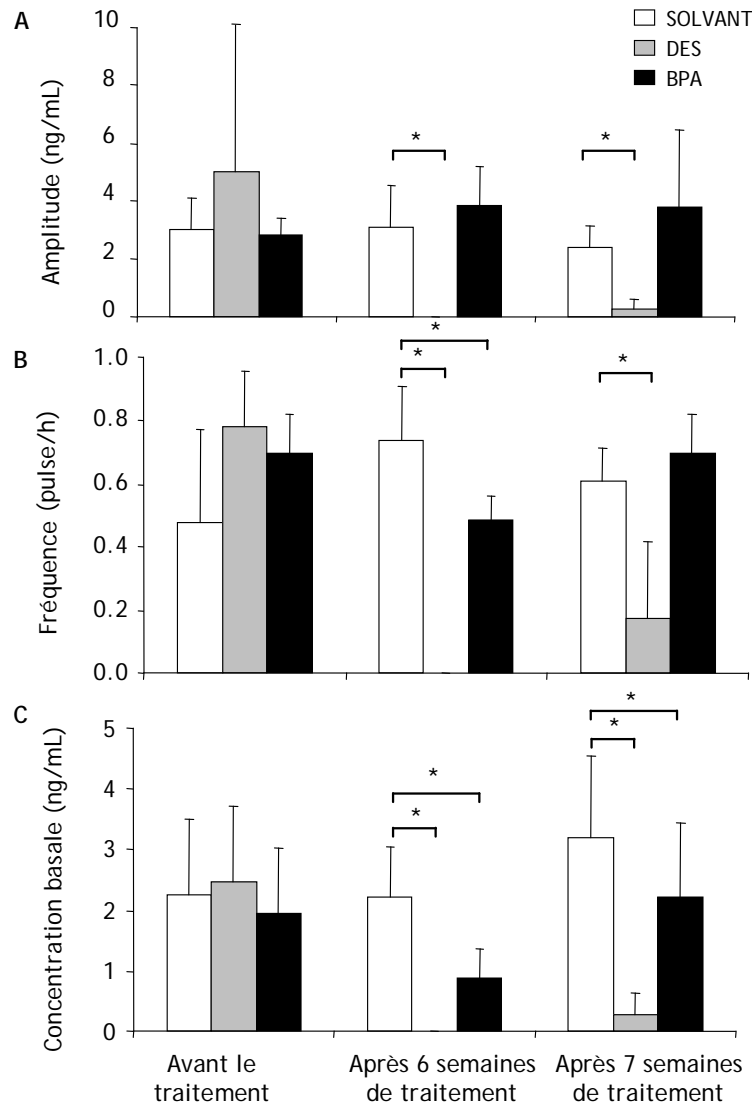 A
Amplitude (ng/mL)
10
8
6
4
2
0
SOLVANT
DES
BPA
*
*
B
Fréquence (pulse/h)
1.0
0.8
0.6
0.4
0.2
0.0
*
*
*
C
Concentration basale (ng/mL)
5
4
3
2
1
0
*
*
*
*
Avant le
traitement
Après 6 semaines
de traitement
Après 7 semaines
de traitement